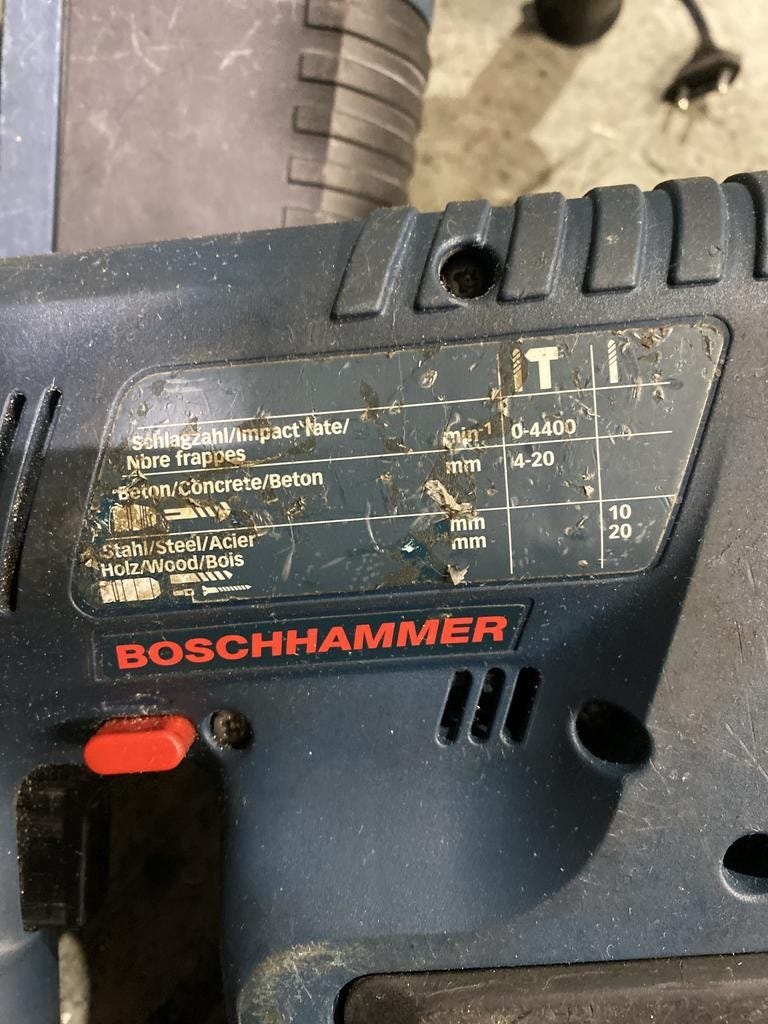 Schlagzahl/Impact rate/
Nbre frappes min⁻¹ 0-4400
Beton/Concrete/Beton mm 4-20
Stahl/Steel/Acier mm 10
Holz/Wood/Bois mm 20
BOSCHHAMMER